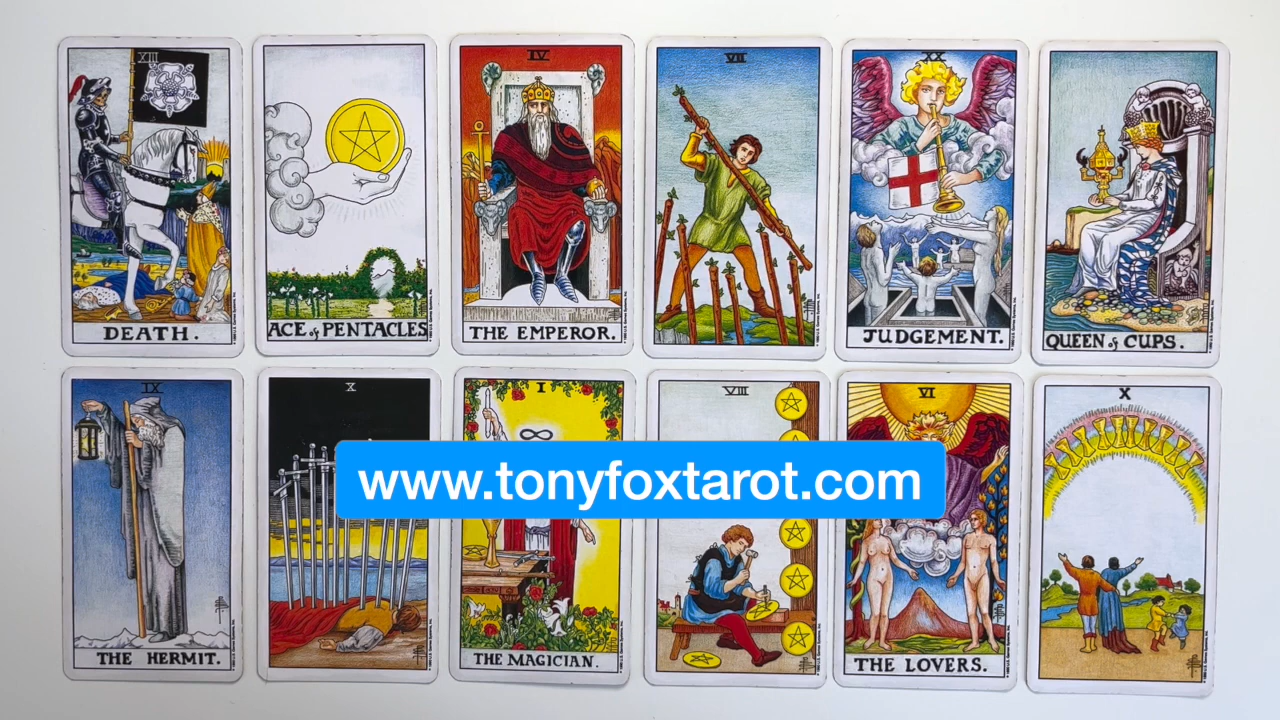 XIII
DEATH.
ACE of PENTACLES
IV
THE EMPEROR.
VII
XX
JUDGEMENT.
QUEEN of CUPS.
IX
THE HERMIT.
X
I
THE MAGICIAN.
VIII
VI
THE LOVERS.
X
www.tonyfoxtarot.com